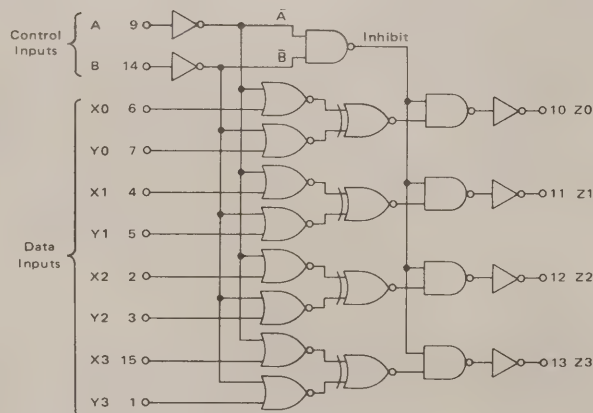 Control
Inputs
A 9
B 14
Ā
B̄
Inhibit
X0 6
Y0 7
X1 4
Y1 5
Data
Inputs
X2 2
Y2 3
X3 15
Y3 1
10 Z0
11 Z1
12 Z2
13 Z3